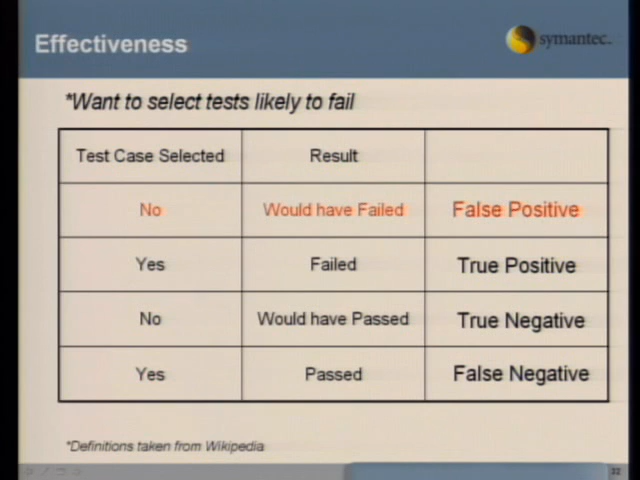 Effectiveness
symantec.
*Want to select tests likely to fail
Test Case Selected Result
No Would have Failed False Positive
Yes Failed True Positive
No Would have Passed True Negative
Yes Passed False Negative
*Definitions taken from Wikipedia
22